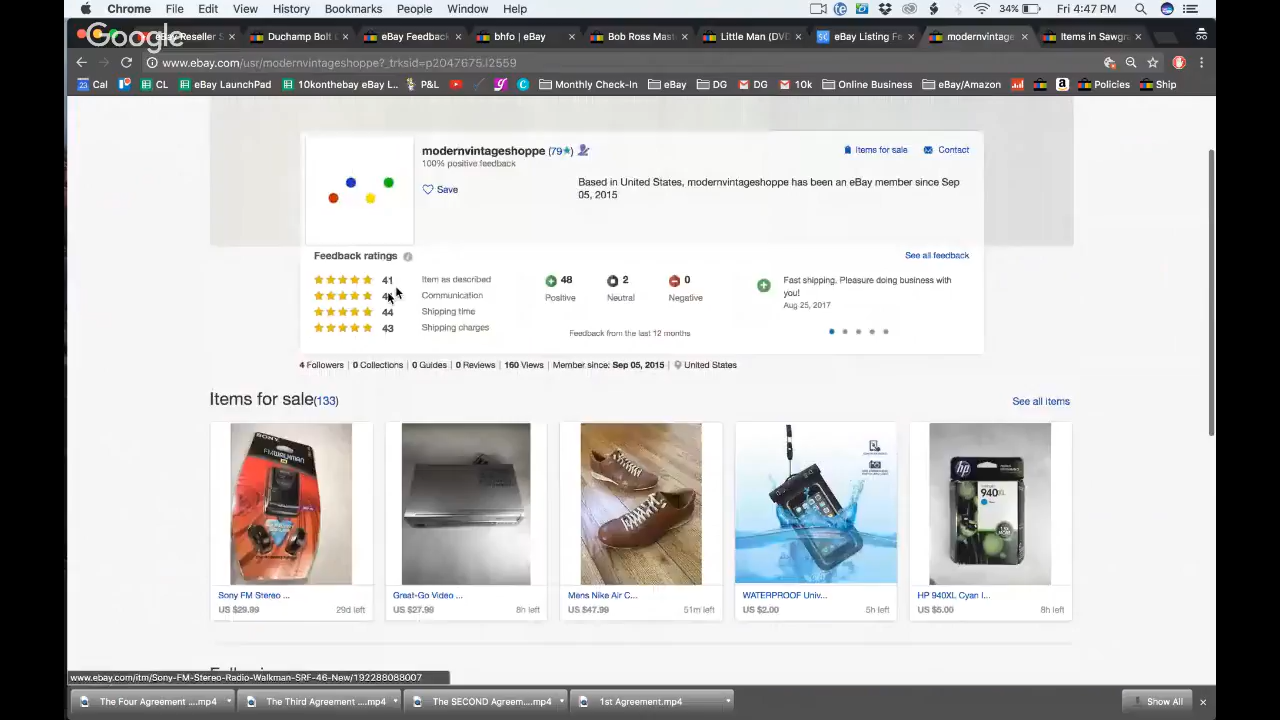 Chrome File Edit View History Bookmarks People Window Help 34% Fri 4:47 PM
Google
Duchamp Bolt eBay Feedback bhfo | eBay Bob Ross Mast Little Man (DVD eBay Listing Fe modernvintage Items in Sawgra
www.ebay.com/usr/modernvintageshoppe?_trksid=p2047675.l2559
Cal CL eBay LaunchPad 10konthebay eBay L... P&L Monthly Check-In eBay DG DG 10k Online Business eBay/Amazon Policies Ship
modernvintageshoppe (79) Items for sale Contact
100% positive feedback
Save
Based in United States, modernvintageshoppe has been an eBay member since Sep
05, 2015
Feedback ratings See all feedback
41 Item as described 48 2 0 Fast shipping, Pleasure doing business with
Communication Positive Neutral Negative you!
44 Shipping time Aug 25, 2017
43 Shipping charges Feedback from the last 12 months
4 Followers | 0 Collections | 0 Guides | 0 Reviews | 160 Views | Member since: Sep 05, 2015 | United States
Items for sale(133) See all items
SONY
FM WALKMAN
hp
940XL
Sony FM Stereo ... Great-Go Video ... Mens Nike Air C... WATERPROOF Univ... HP 940XL Cyan I...
US $29.99 29d left US $27.99 8h left US $47.99 51m left US $2.00 5h left US $5.00 8h left
www.ebay.com/itm/Sony-FM-Stereo-Radio-Walkman-SRF-46-New/192288088007
The Four Agreement ....mp4 The Third Agreement ....mp4 The SECOND Agreem....mp4 1st Agreement.mp4 Show All